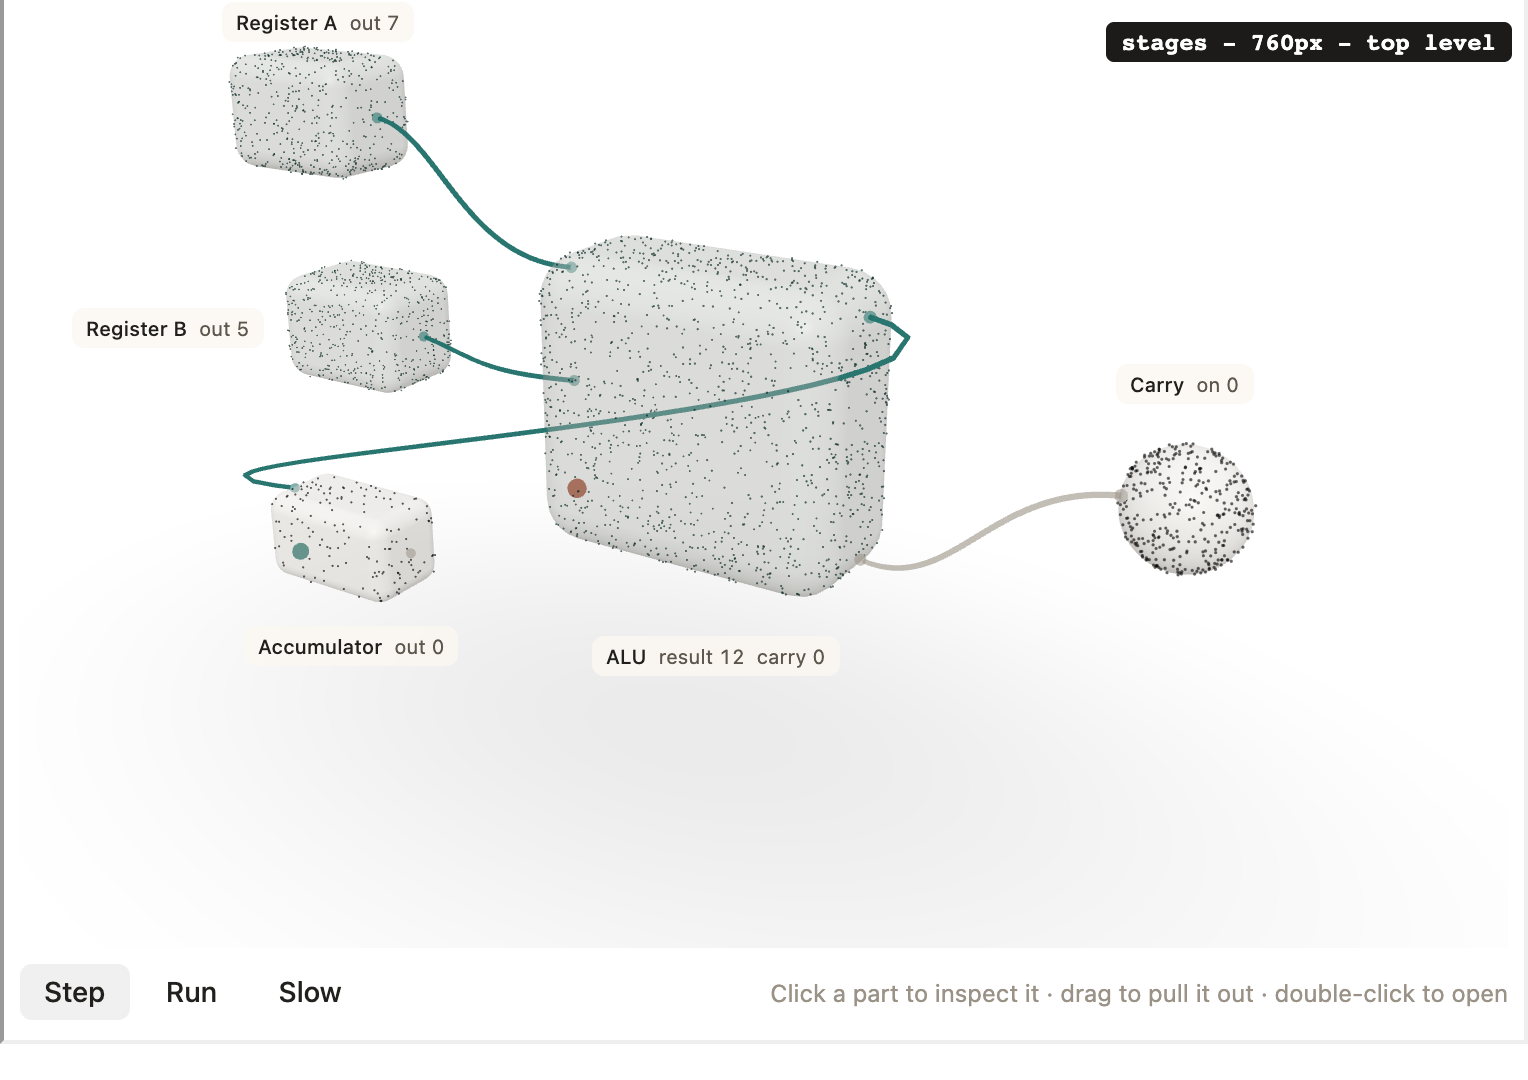 Register A out 7
stages - 760px - top level
Register B out 5
Carry on 0
Accumulator out 0
ALU result 12 carry 0
Step Run Slow
Click a part to inspect it · drag to pull it out · double-click to open